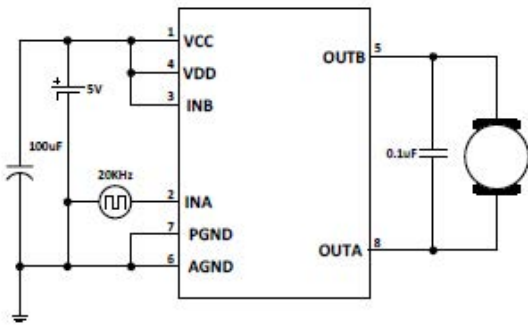 1
VCC
4
VDD
3
INB
5
OUTB
+
5V
100uF
0.1uF
20KHz
2
INA
7
PGND
6
AGND
OUTA
8